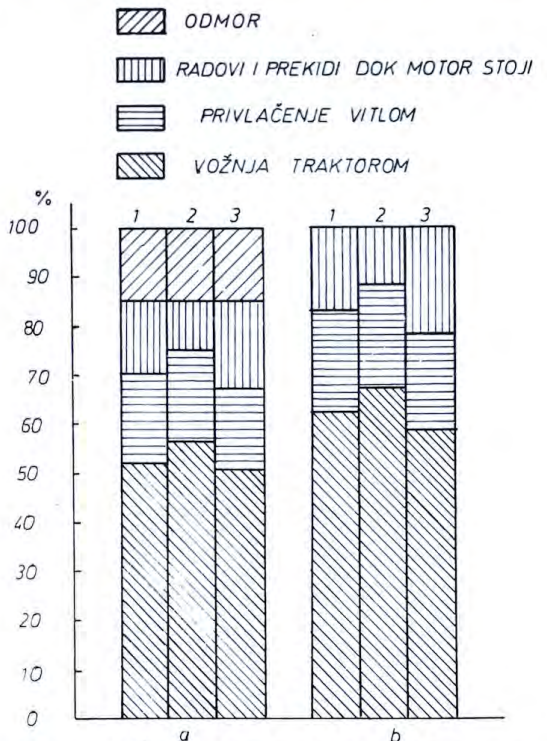 ODMOR
RADOVI I PREKIDI DOK MOTOR STOJI
PRIVLAČENJE VITLOM
VOŽNJA TRAKTOROM
%
1 2 3 1 2 3
100
90
80
70
60
50
40
30
20
10
0
a b